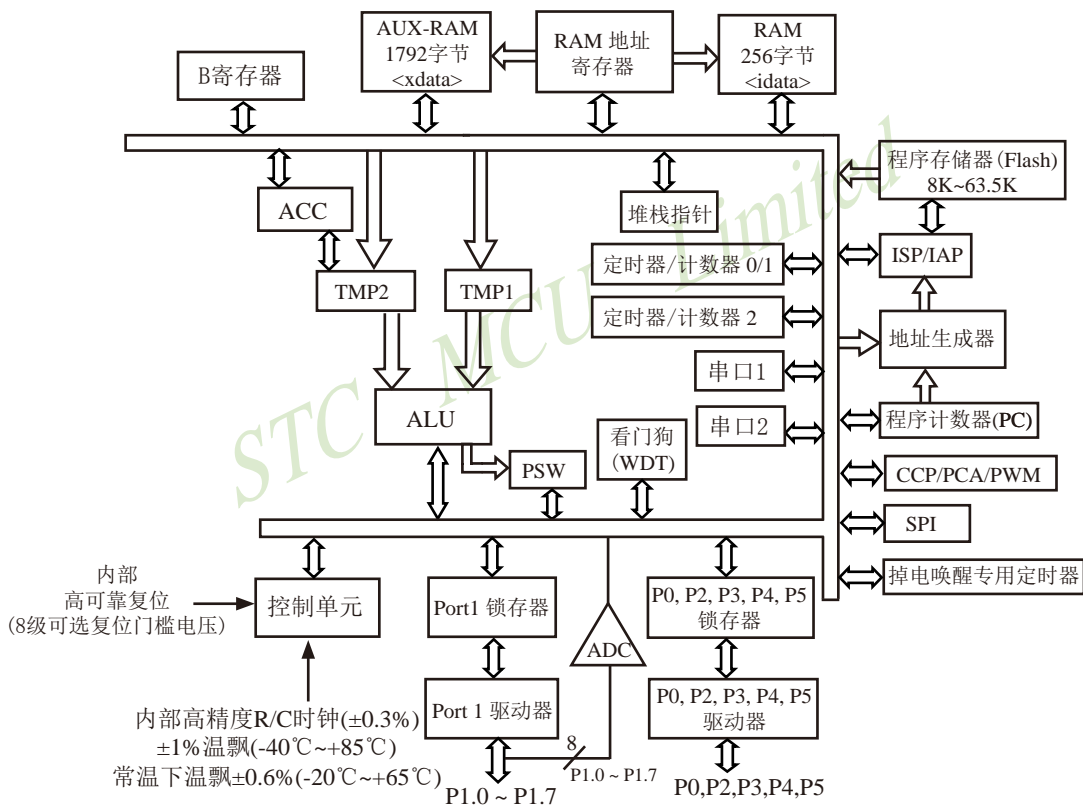 AUX-RAM
1792字节
<xdata>
RAM 地址
寄存器
RAM
256字节
<idata>
B寄存器
程序存储器(Flash)
8K~63.5K
ACC
堆栈指针
ISP/IAP
定时器/计数器 0/1
TMP2
TMP1
定时器/计数器 2
地址生成器
串口1
ALU
串口2
程序计数器(PC)
看门狗
(WDT)
PSW
CCP/PCA/PWM
SPI
掉电唤醒专用定时器
内部
高可靠复位
(8级可选复位门槛电压)
控制单元
Port1 锁存器
ADC
P0, P2, P3, P4, P5
锁存器
Port 1 驱动器
P0, P2, P3, P4, P5
驱动器
内部高精度R/C时钟(±0.3%)
±1%温飘(-40℃~+85℃)
常温下温飘±0.6%(-20℃~+65℃)
8
P1.0 ~ P1.7
P1.0 ~ P1.7
P0,P2,P3,P4,P5
STC MCU Limited